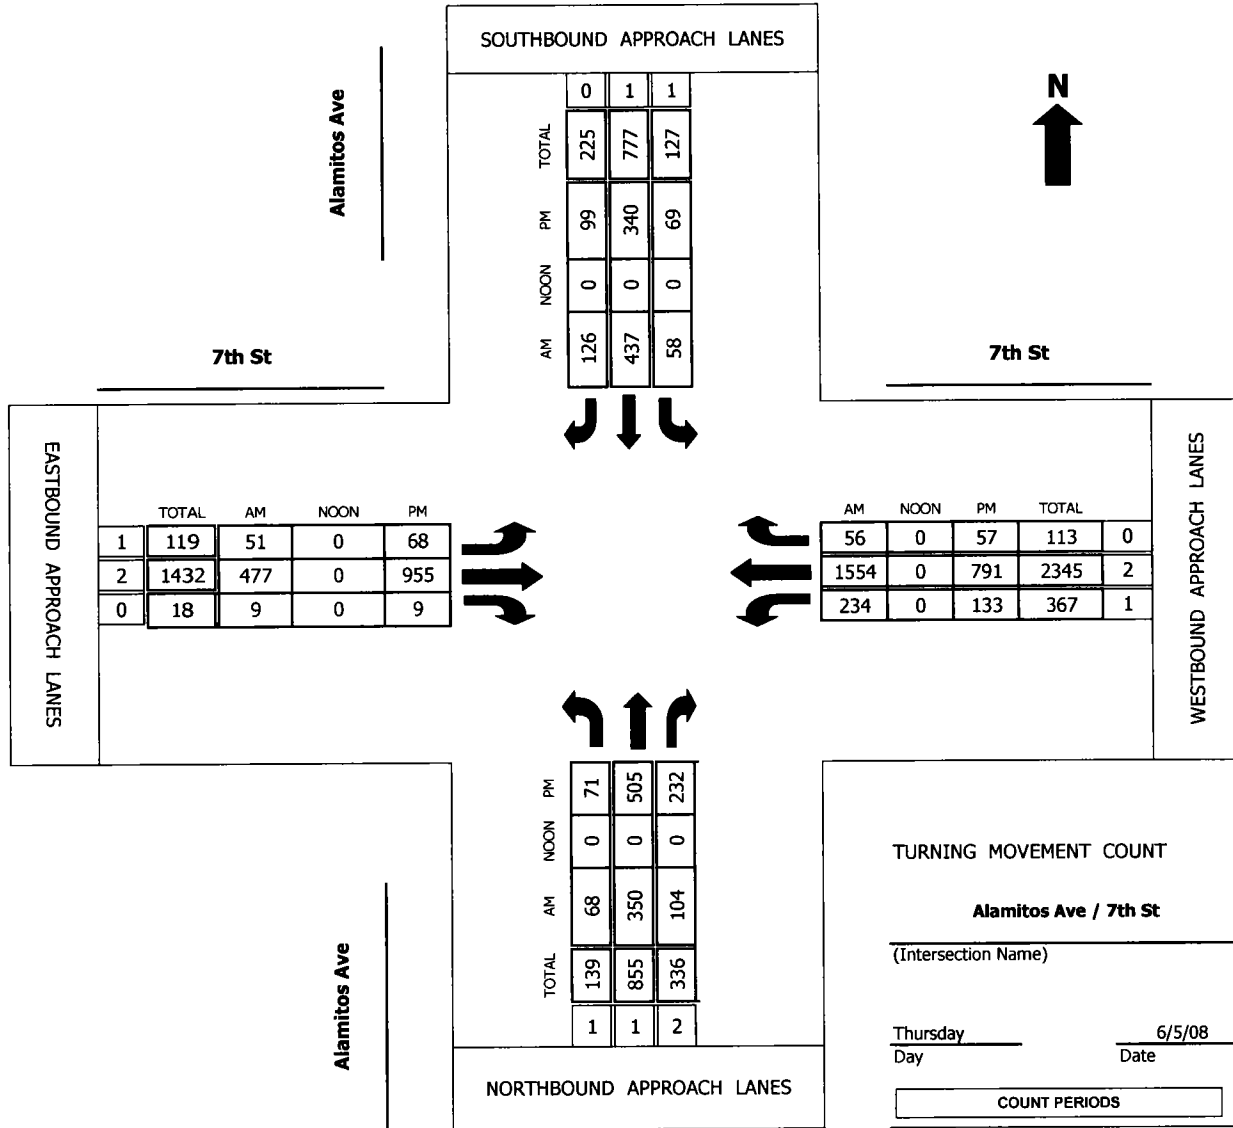 SOUTHBOUND APPROACH LANES
0 1 1
TOTAL 225 777 127
PM 99 340 69
NOON 0 0 0
AM 126 437 58
Alamitos Ave
N
7th St
7th St
EASTBOUND APPROACH LANES
TOTAL AM NOON PM
1 119 51 0 68
2 1432 477 0 955
0 18 9 0 9
AM NOON PM TOTAL
56 0 57 113 0
1554 0 791 2345 2
234 0 133 367 1
WESTBOUND APPROACH LANES
PM 71 505 232
NOON 0 0 0
AM 68 350 104
TOTAL 139 855 336
1 1 2
NORTHBOUND APPROACH LANES
Alamitos Ave
TURNING MOVEMENT COUNT
Alamitos Ave / 7th St
(Intersection Name)
Thursday 6/5/08
Day Date
COUNT PERIODS